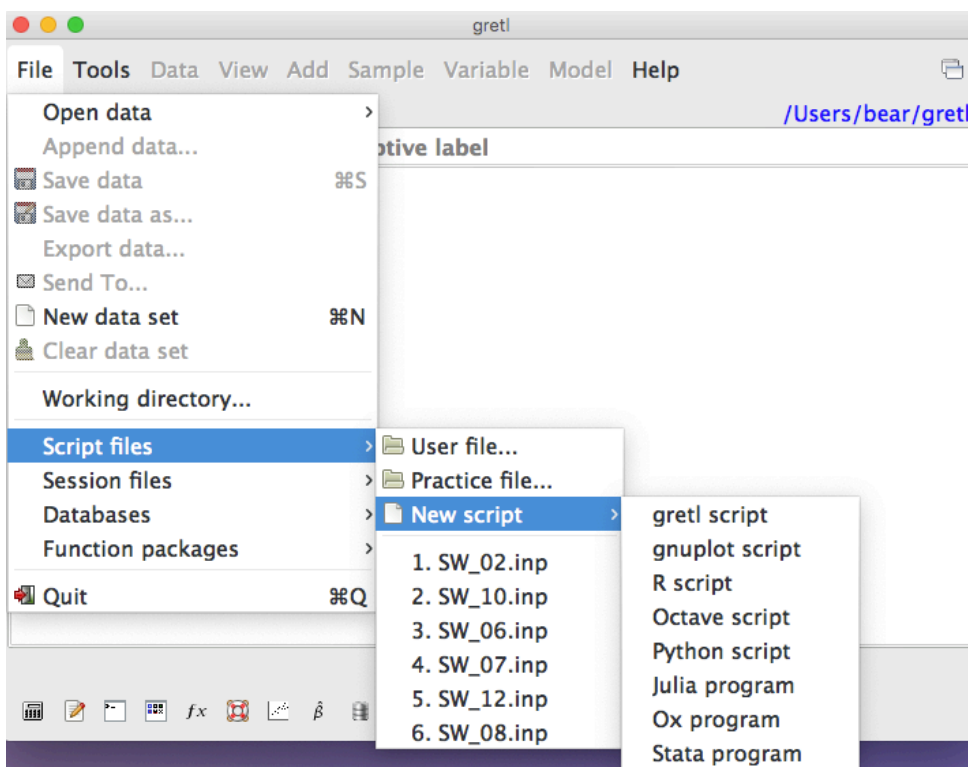 gretl
File Tools Data View Add Sample Variable Model Help
/Users/bear/gretl
label
Open data
Append data...
Save data ⌘S
Save data as...
Export data...
Send To...
New data set ⌘N
Clear data set
Working directory...
Script files
Session files
Databases
Function packages
Quit ⌘Q
User file...
Practice file...
New script
1. SW_02.inp
2. SW_10.inp
3. SW_06.inp
4. SW_07.inp
5. SW_12.inp
6. SW_08.inp
gretl script
gnuplot script
R script
Octave script
Python script
Julia program
Ox program
Stata program
fx
β̂